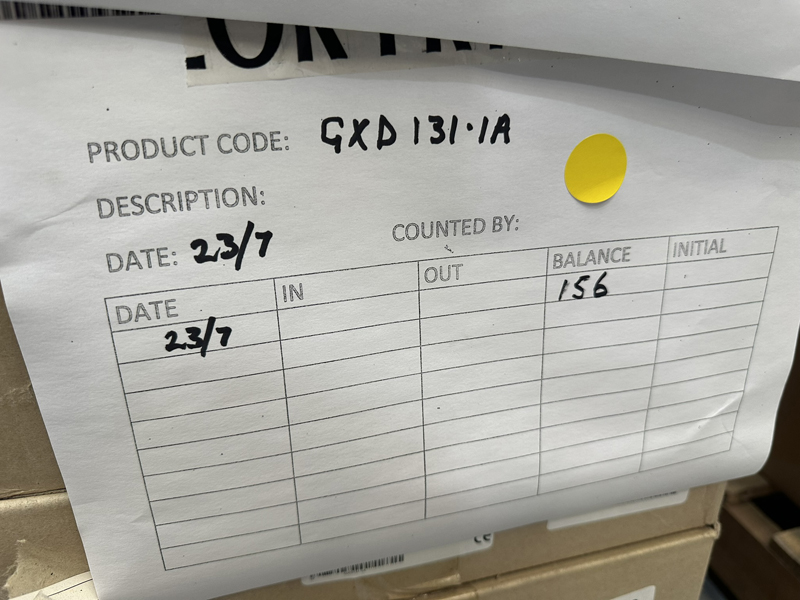 PRODUCT CODE: GXD 131.1A
DESCRIPTION:
DATE: 23/7 COUNTED BY:
DATE IN OUT BALANCE INITIAL
23/7 156
CE